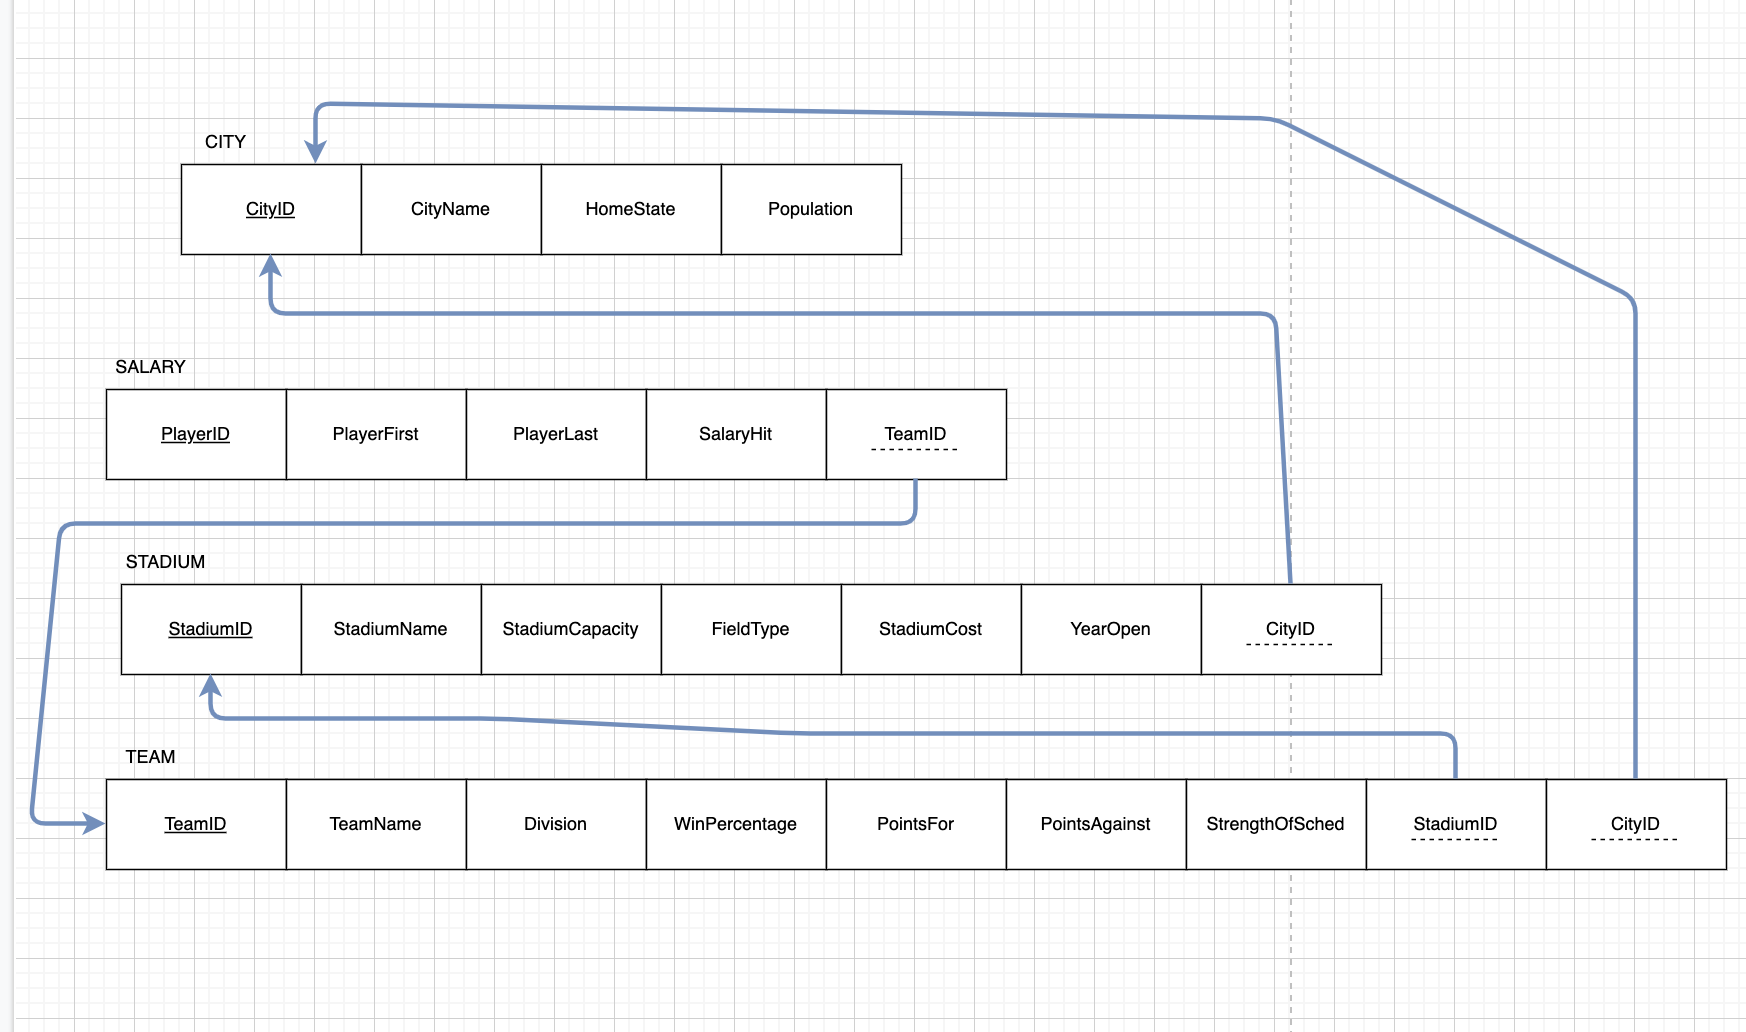 CITY
CityID CityName HomeState Population
SALARY
PlayerID PlayerFirst PlayerLast SalaryHit TeamID
STADIUM
StadiumID StadiumName StadiumCapacity FieldType StadiumCost YearOpen CityID
TEAM
TeamID TeamName Division WinPercentage PointsFor PointsAgainst StrengthOfSched StadiumID CityID